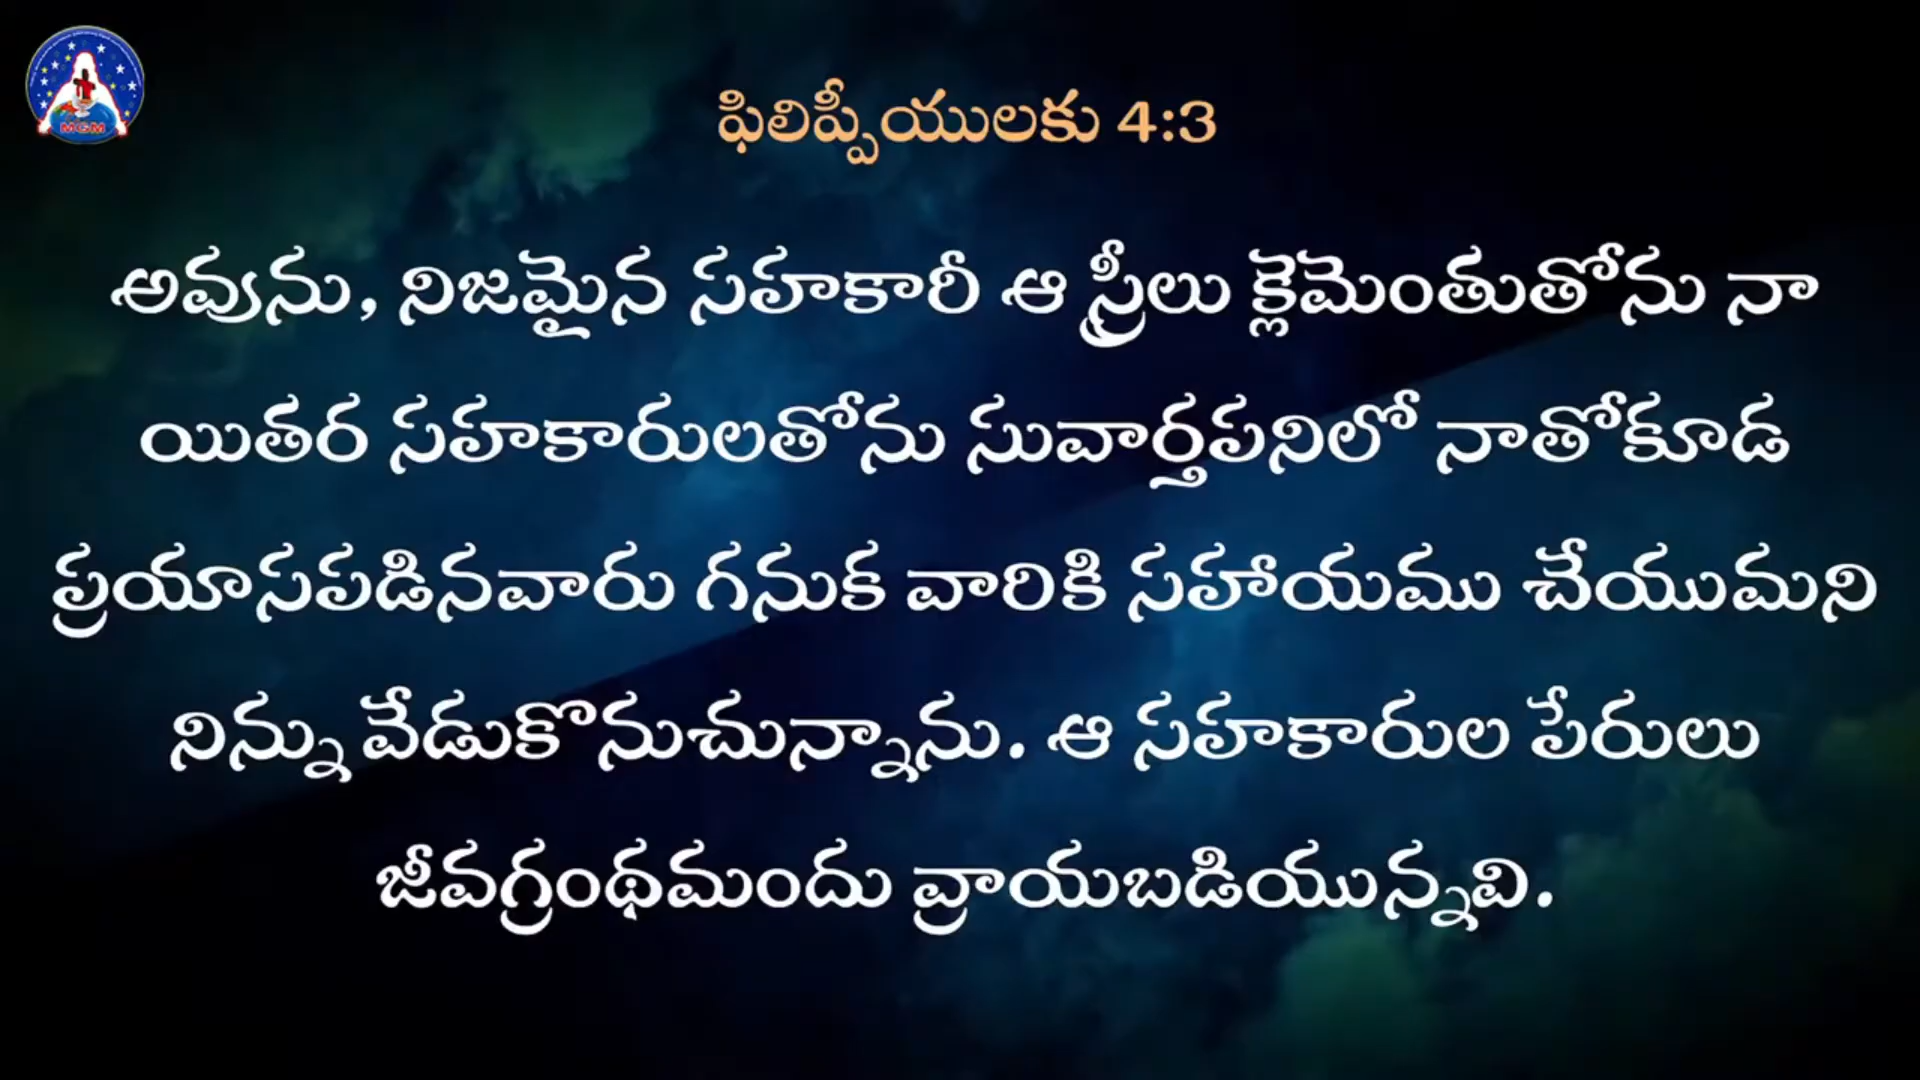 MGM
ఫిలిప్పీయులకు 4:3
అవును, నిజమైన సహకారీ ఆ స్త్రీలు క్లెమెంతుతోను నా
యితర సహకారులతోను సువార్తపనిలో నాతోకూడ
ప్రయాసపడినవారు గనుక వారికి సహాయము చేయుమని
నిన్ను వేడుకొనుచున్నాను. ఆ సహకారుల పేరులు
జీవగ్రంథమందు వ్రాయబడియున్నవి.